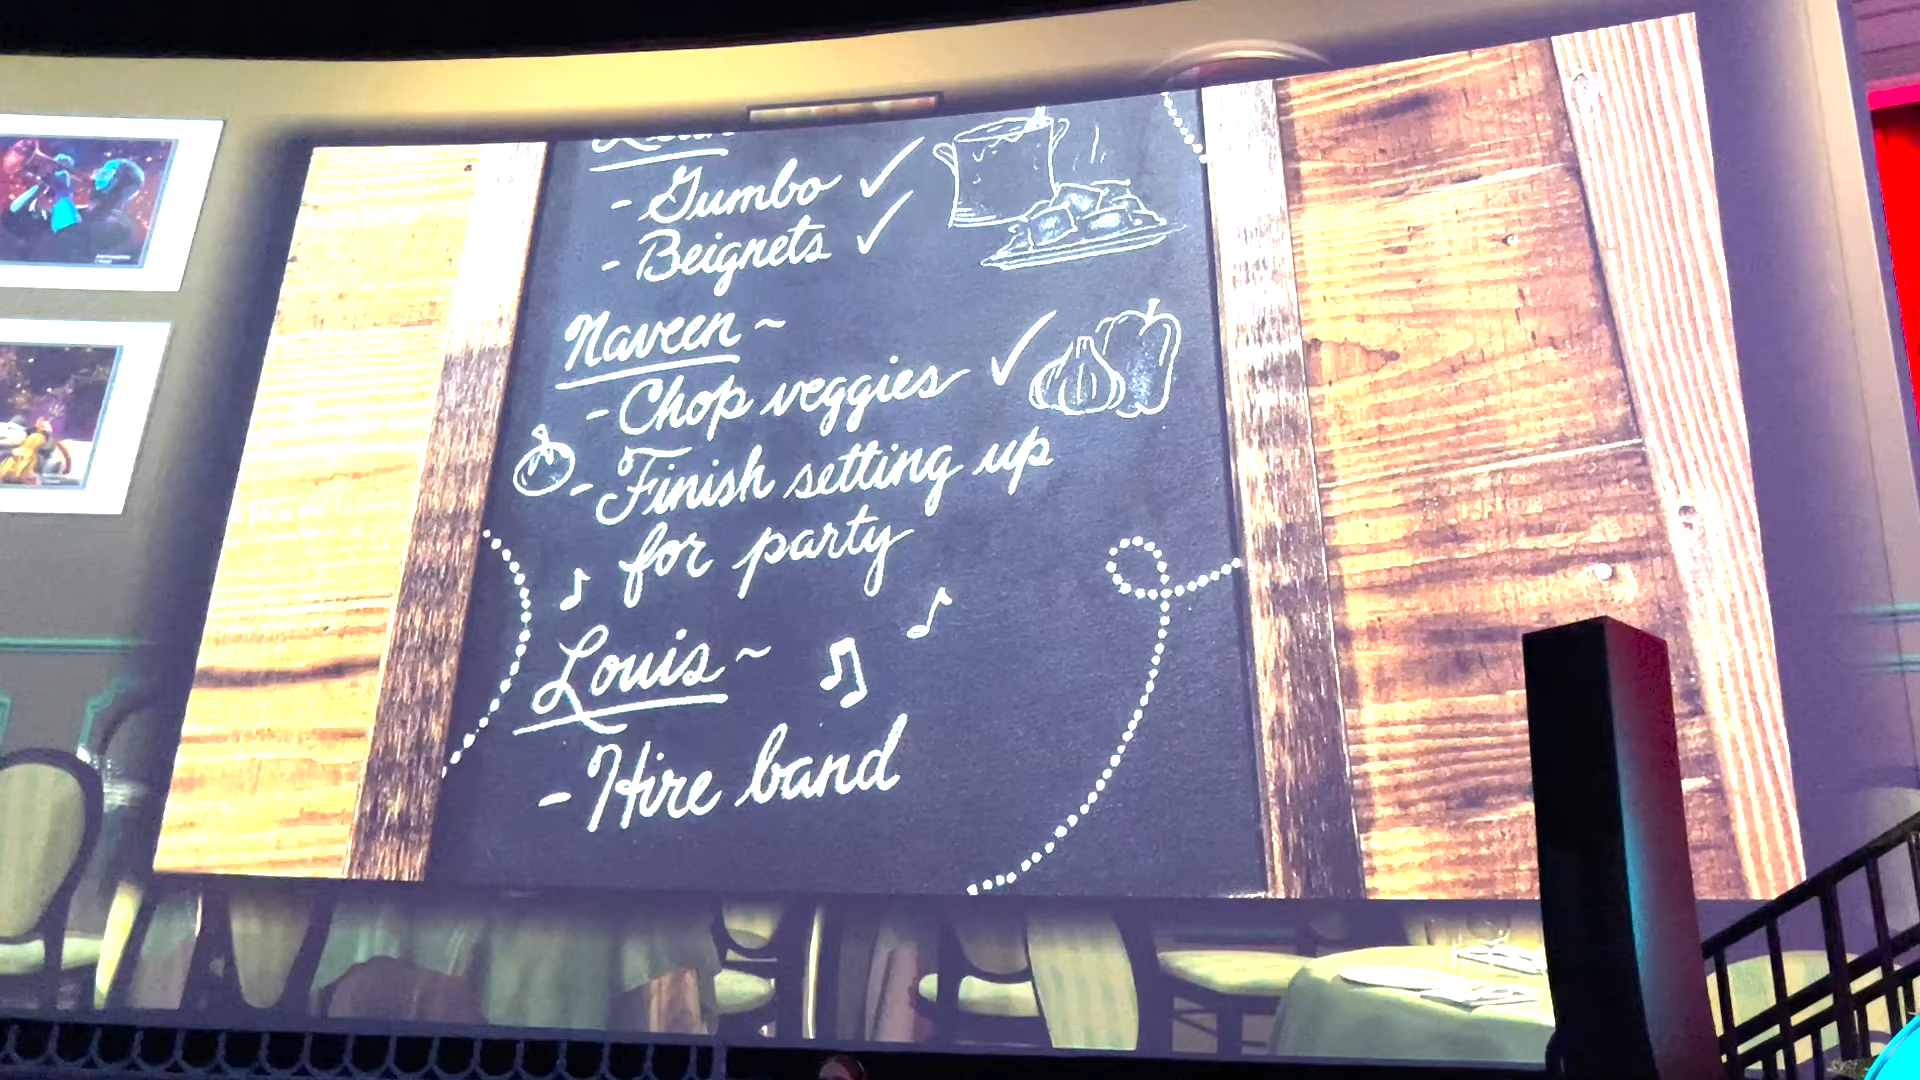 - Gumbo ✓
- Beignets ✓
Naveen ~
- Chop veggies ✓
- Finish setting up
for party
Louis ~
- Hire band